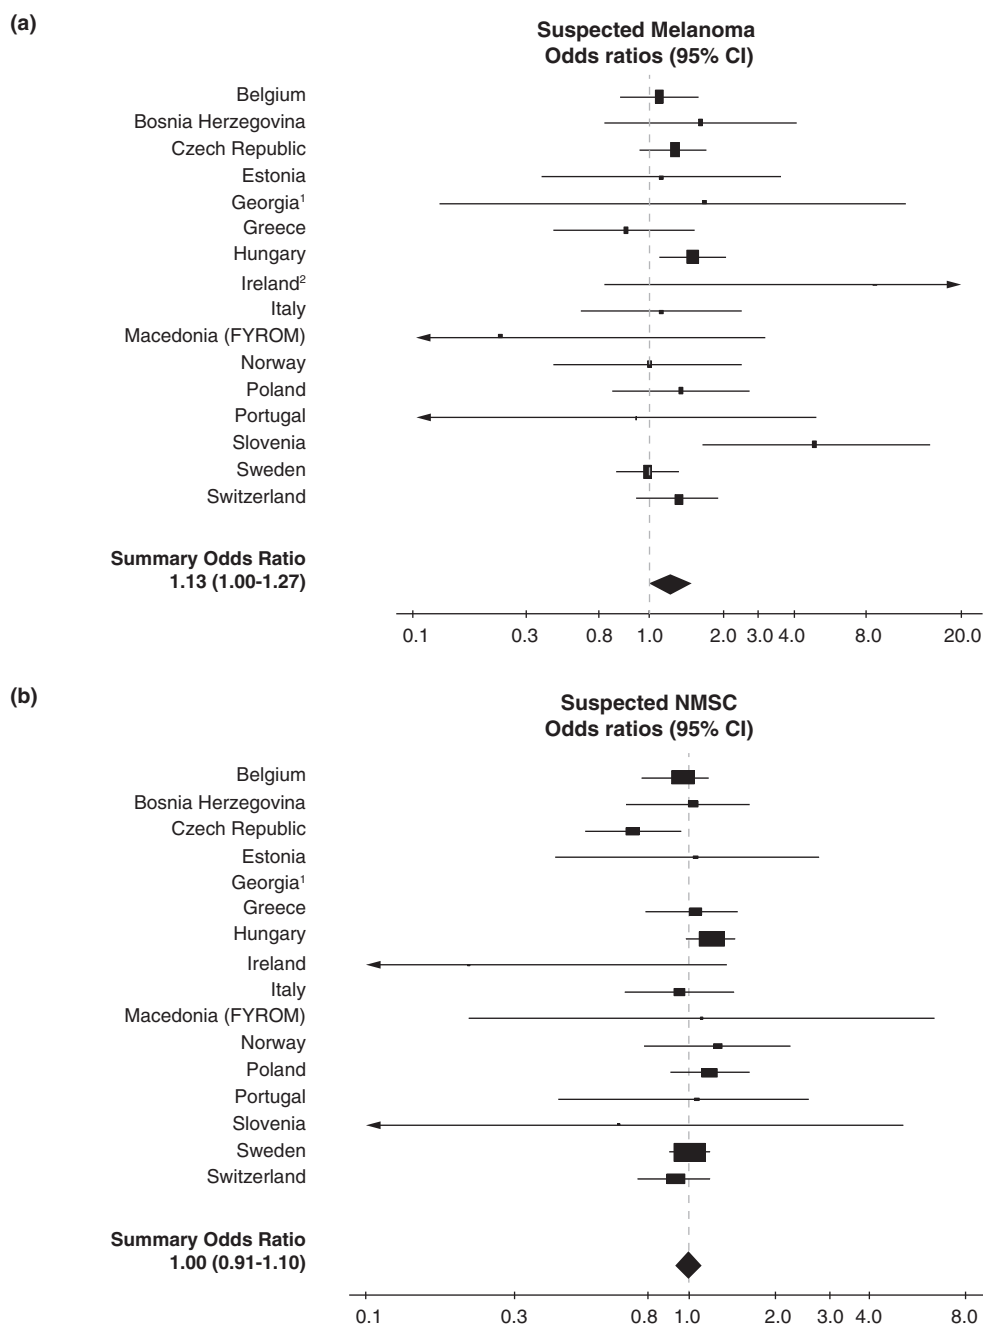 (a)
Suspected Melanoma
Odds ratios (95% CI)
Belgium
Bosnia Herzegovina
Czech Republic
Estonia
Georgia¹
Greece
Hungary
Ireland²
Italy
Macedonia (FYROM)
Norway
Poland
Portugal
Slovenia
Sweden
Switzerland
Summary Odds Ratio
1.13 (1.00-1.27)
0.1 0.3 0.8 1.0 2.0 3.0 4.0 8.0 20.0
(b)
Suspected NMSC
Odds ratios (95% CI)
Belgium
Bosnia Herzegovina
Czech Republic
Estonia
Georgia¹
Greece
Hungary
Ireland
Italy
Macedonia (FYROM)
Norway
Poland
Portugal
Slovenia
Sweden
Switzerland
Summary Odds Ratio
1.00 (0.91-1.10)
0.1 0.3 0.8 1.0 2.0 3.0 4.0 8.0